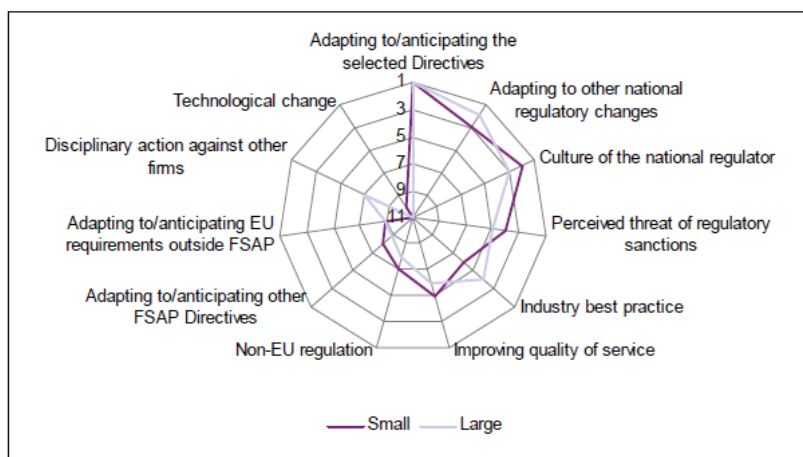 Adapting to/anticipating the
selected Directives
Adapting to other national
regulatory changes
Culture of the national regulator
Perceived threat of regulatory
sanctions
Industry best practice
Improving quality of service
Non-EU regulation
Adapting to/anticipating other
FSAP Directives
Adapting to/anticipating EU
requirements outside FSAP
Disciplinary action against other
firms
Technological change
1
3
5
7
9
11
Small
Large